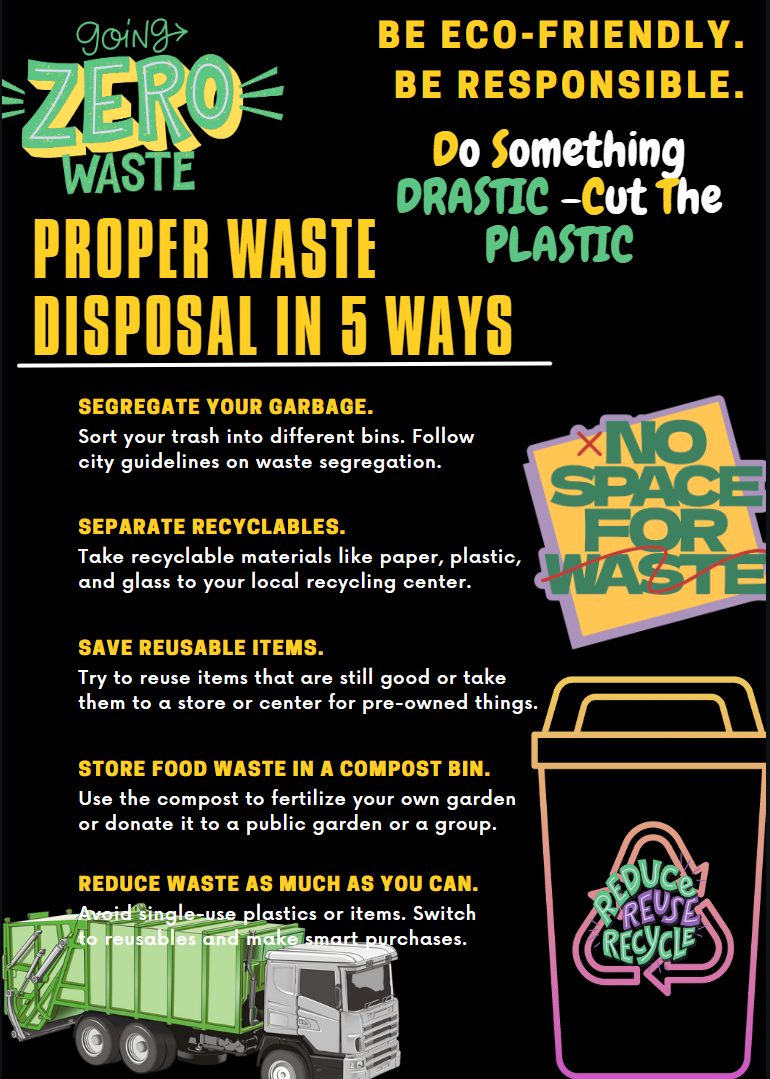 going
ZERO
WASTE
BE ECO-FRIENDLY.
BE RESPONSIBLE.
Do Something
DRASTIC -Cut The
PLASTIC
PROPER WASTE
DISPOSAL IN 5 WAYS
SEGREGATE YOUR GARBAGE.
Sort your trash into different bins. Follow
city guidelines on waste segregation.
SEPARATE RECYCLABLES.
Take recyclable materials like paper, plastic,
and glass to your local recycling center.
SAVE REUSABLE ITEMS.
Try to reuse items that are still good or take
them to a store or center for pre-owned things.
STORE FOOD WASTE IN A COMPOST BIN.
Use the compost to fertilize your own garden
or donate it to a public garden or a group.
REDUCE WASTE AS MUCH AS YOU CAN.
Avoid single-use plastics or items. Switch
to reusables and make smart purchases.
NO
SPACE
FOR
WASTE
REDUCE
REUSE
RECYCLE